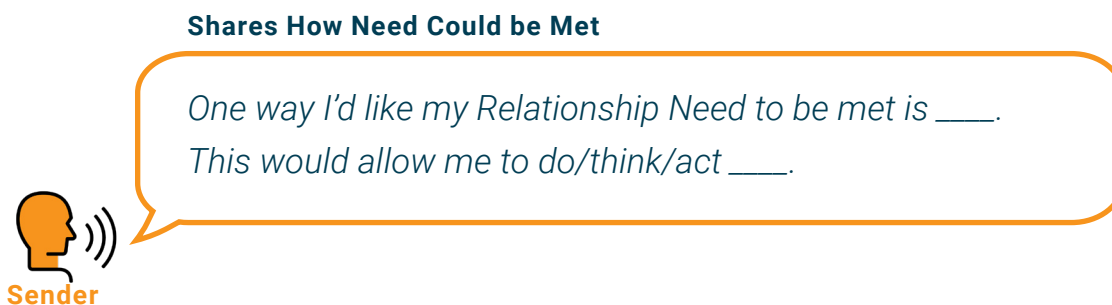 Shares How Need Could be Met
One way I’d like my Relationship Need to be met is ____.
This would allow me to do/think/act ____.
Sender